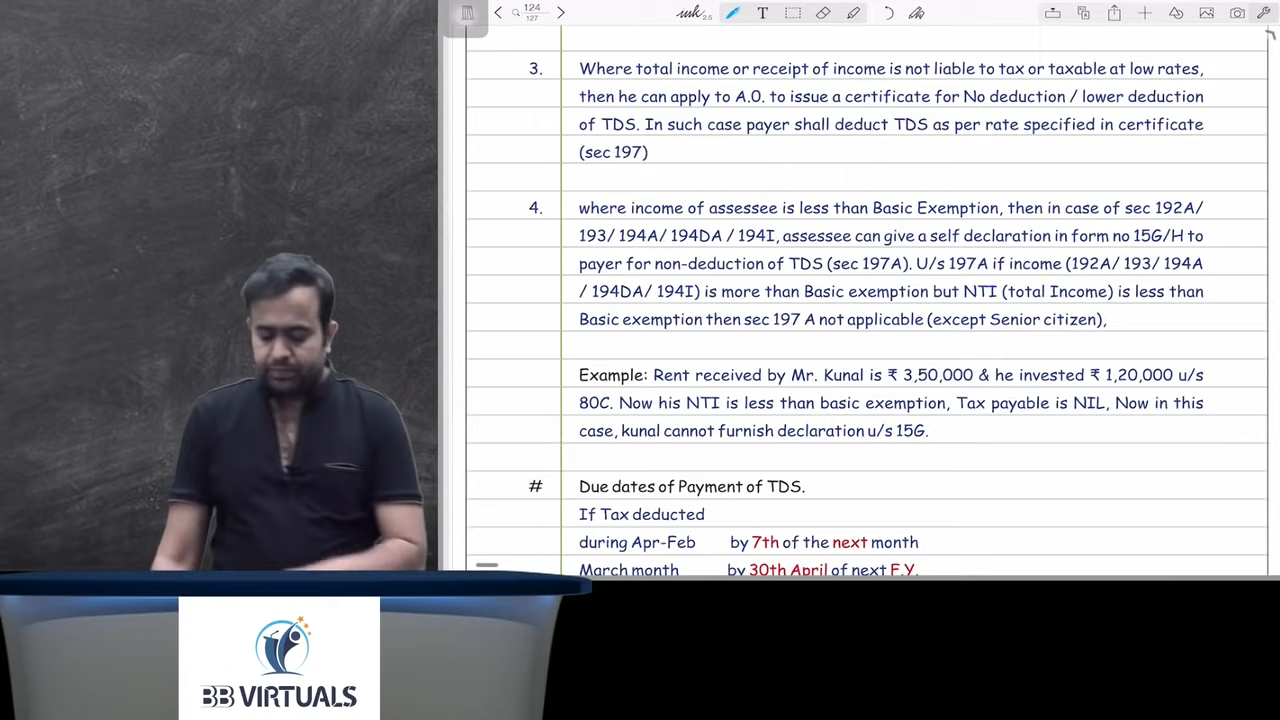 124
127
2.5
T
3. Where total income or receipt of income is not liable to tax or taxable at low rates,
then he can apply to A.O. to issue a certificate for No deduction / lower deduction
of TDS. In such case payer shall deduct TDS as per rate specified in certificate
(sec 197)
4. where income of assessee is less than Basic Exemption, then in case of sec 192A/
193/ 194A/ 194DA / 194I, assessee can give a self declaration in form no 15G/H to
payer for non-deduction of TDS (sec 197A). U/s 197A if income (192A/ 193/ 194A
/ 194DA/ 194I) is more than Basic exemption but NTI (total Income) is less than
Basic exemption then sec 197 A not applicable (except Senior citizen),
Example: Rent received by Mr. Kunal is ₹ 3,50,000 & he invested ₹ 1,20,000 u/s
80C. Now his NTI is less than basic exemption, Tax payable is NIL, Now in this
case, kunal cannot furnish declaration u/s 15G.
# Due dates of Payment of TDS.
If Tax deducted
during Apr-Feb by 7th of the next month
March month by 30th April of next F.Y.
BB VIRTUALS